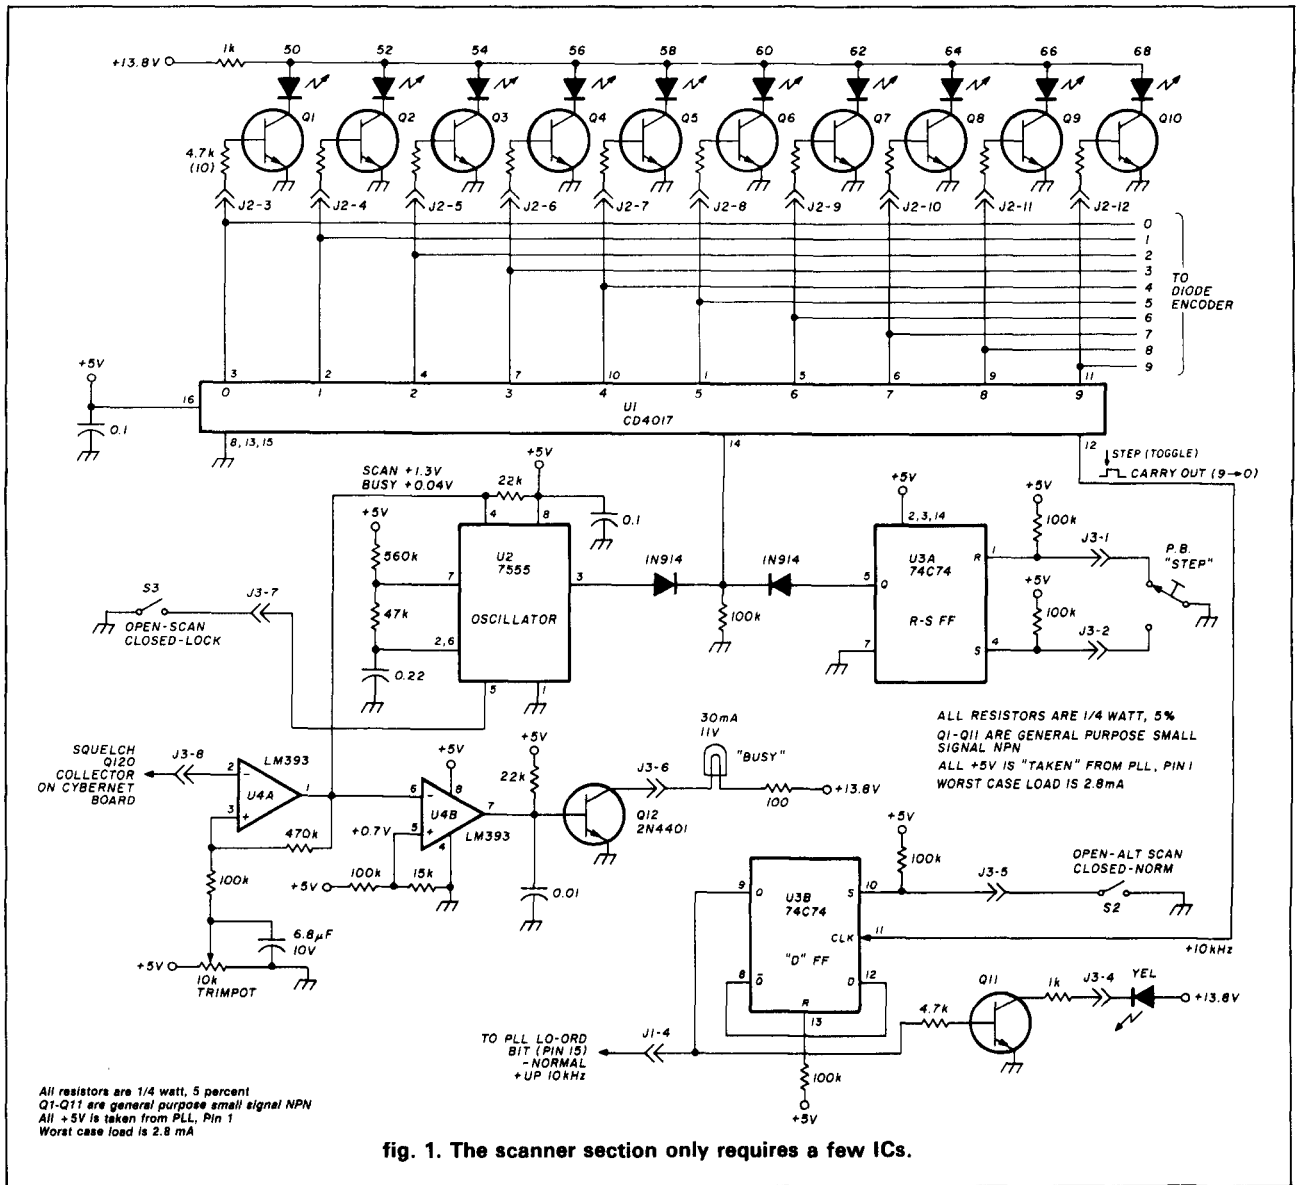 1k 50 52 54 56 58 60 62 64 66 68
+13.8V
Q1 Q2 Q3 Q4 Q5 Q6 Q7 Q8 Q9 Q10
4.7k
(10)
J2-3 J2-4 J2-5 J2-6 J2-7 J2-8 J2-9 J2-10 J2-11 J2-12
0
1
2
3
4
5
6
7
8
9
TO
DIODE
ENCODER
+5V
0.1
16
3 2 4 7 10 1 5 6 9 11
0 1 2 3 4 5 6 7 8 9
U1
CD4017
8,13,15
14
12
STEP (TOGGLE)
CARRY OUT (9→0)
SCAN +1.3V
BUSY +0.04V
22k
+5V
4
8
0.1
+5V
560k
7
47k
2,6
0.22
U2
7555
OSCILLATOR
3
5
1
S3
J3-7
OPEN-SCAN
CLOSED-LOCK
1N914
1N914
100k
+5V
2,3,14
U3A
74C74
R-S FF
5
Q
R
1
S
4
7
+5V
100k
J3-1
+5V
100k
J3-2
P.B.
"STEP"
ALL RESISTORS ARE 1/4 WATT, 5%
Q1-Q11 ARE GENERAL PURPOSE SMALL
SIGNAL NPN
ALL +5V IS "TAKEN" FROM PLL, PIN 1
WORST CASE LOAD IS 2.8mA
SQUELCH
Q120
COLLECTOR
ON CYBERNET
BOARD
J3-8
2
-
LM393
U4A
1
3
+
470k
100k
6.8µF
10V
+5V
10k
TRIMPOT
6
-
+5V
8
U4B
7
LM393
5
+
4
+0.7V
+5V
100k
15k
+5V
22k
0.01
Q12
2N4401
J3-6
30mA
11V
"BUSY"
100
+13.8V
+5V
100k
OPEN-ALT SCAN
CLOSED-NORM
9
Q
U3B
74C74
S
10
J3-5
S2
CLK
11
+10kHz
"D" FF
8
Q̅
D
12
R
13
100k
+5V
TO PLL LO-ORD
BIT (PIN 15)
-NORMAL
+UP 10kHz
J1-4
4.7k
Q11
1k
J3-4
YEL
+13.8V
All resistors are 1/4 watt, 5 percent
Q1-Q11 are general purpose small signal NPN
All +5V is taken from PLL, Pin 1
Worst case load is 2.8 mA
fig. 1. The scanner section only requires a few ICs.